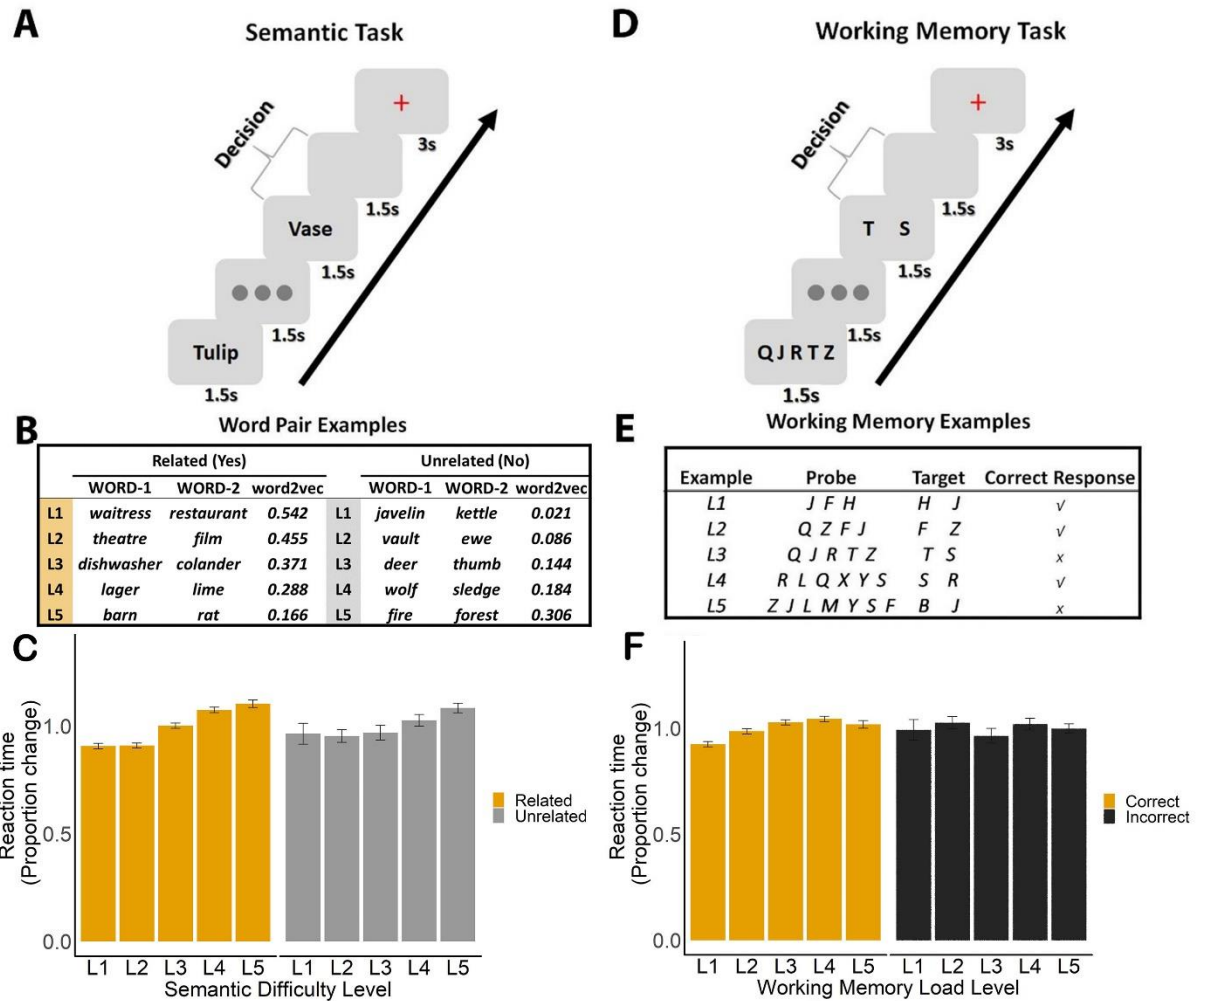 A
Semantic Task
+
Decision
3s
1.5s
Vase
1.5s
1.5s
Tulip
1.5s
D
Working Memory Task
+
Decision
3s
1.5s
T S
1.5s
1.5s
Q J R T Z
1.5s
B
Word Pair Examples
Related (Yes) Unrelated (No)
WORD-1 WORD-2 word2vec WORD-1 WORD-2 word2vec
L1 waitress restaurant 0.542 L1 javelin kettle 0.021
L2 theatre film 0.455 L2 vault ewe 0.086
L3 dishwasher colander 0.371 L3 deer thumb 0.144
L4 lager lime 0.288 L4 wolf sledge 0.184
L5 barn rat 0.166 L5 fire forest 0.306
E
Working Memory Examples
Example Probe Target Correct Response
L1 J F H H J √
L2 Q Z F J F Z √
L3 Q J R T Z T S x
L4 R L Q X Y S S R √
L5 Z J L M Y S F B J x
C
Reaction time
(Proportion change)
1.0
0.5
0.0
L1 L2 L3 L4 L5 L1 L2 L3 L4 L5
Semantic Difficulty Level
Related
Unrelated
F
Reaction time
(Proportion change)
1.0
0.5
0.0
L1 L2 L3 L4 L5 L1 L2 L3 L4 L5
Working Memory Load Level
Correct
Incorrect